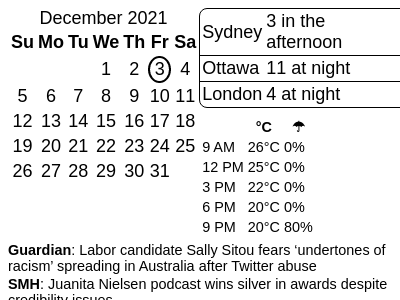 December 2021
Su Mo Tu We Th Fr Sa
1 2 3 4
5 6 7 8 9 10 11
12 13 14 15 16 17 18
19 20 21 22 23 24 25
26 27 28 29 30 31
Sydney 3 in the
afternoon
Ottawa 11 at night
London 4 at night
°C ☂
9 AM 26°C 0%
12 PM 25°C 0%
3 PM 22°C 0%
6 PM 20°C 0%
9 PM 20°C 80%
Guardian: Labor candidate Sally Sitou fears ‘undertones of
racism’ spreading in Australia after Twitter abuse
SMH: Juanita Nielsen podcast wins silver in awards despite
credibility issues